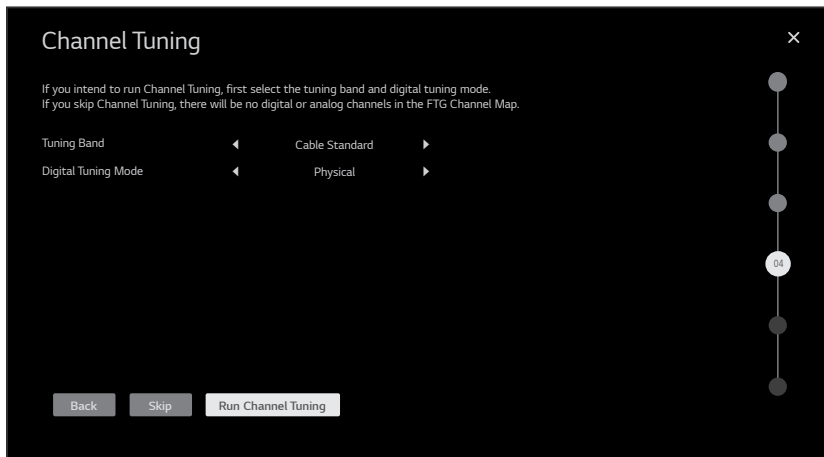 Channel Tuning
If you intend to run Channel Tuning, first select the tuning band and digital tuning mode.
If you skip Channel Tuning, there will be no digital or analog channels in the FTG Channel Map.
Tuning Band Cable Standard
Digital Tuning Mode Physical
04
Back Skip Run Channel Tuning